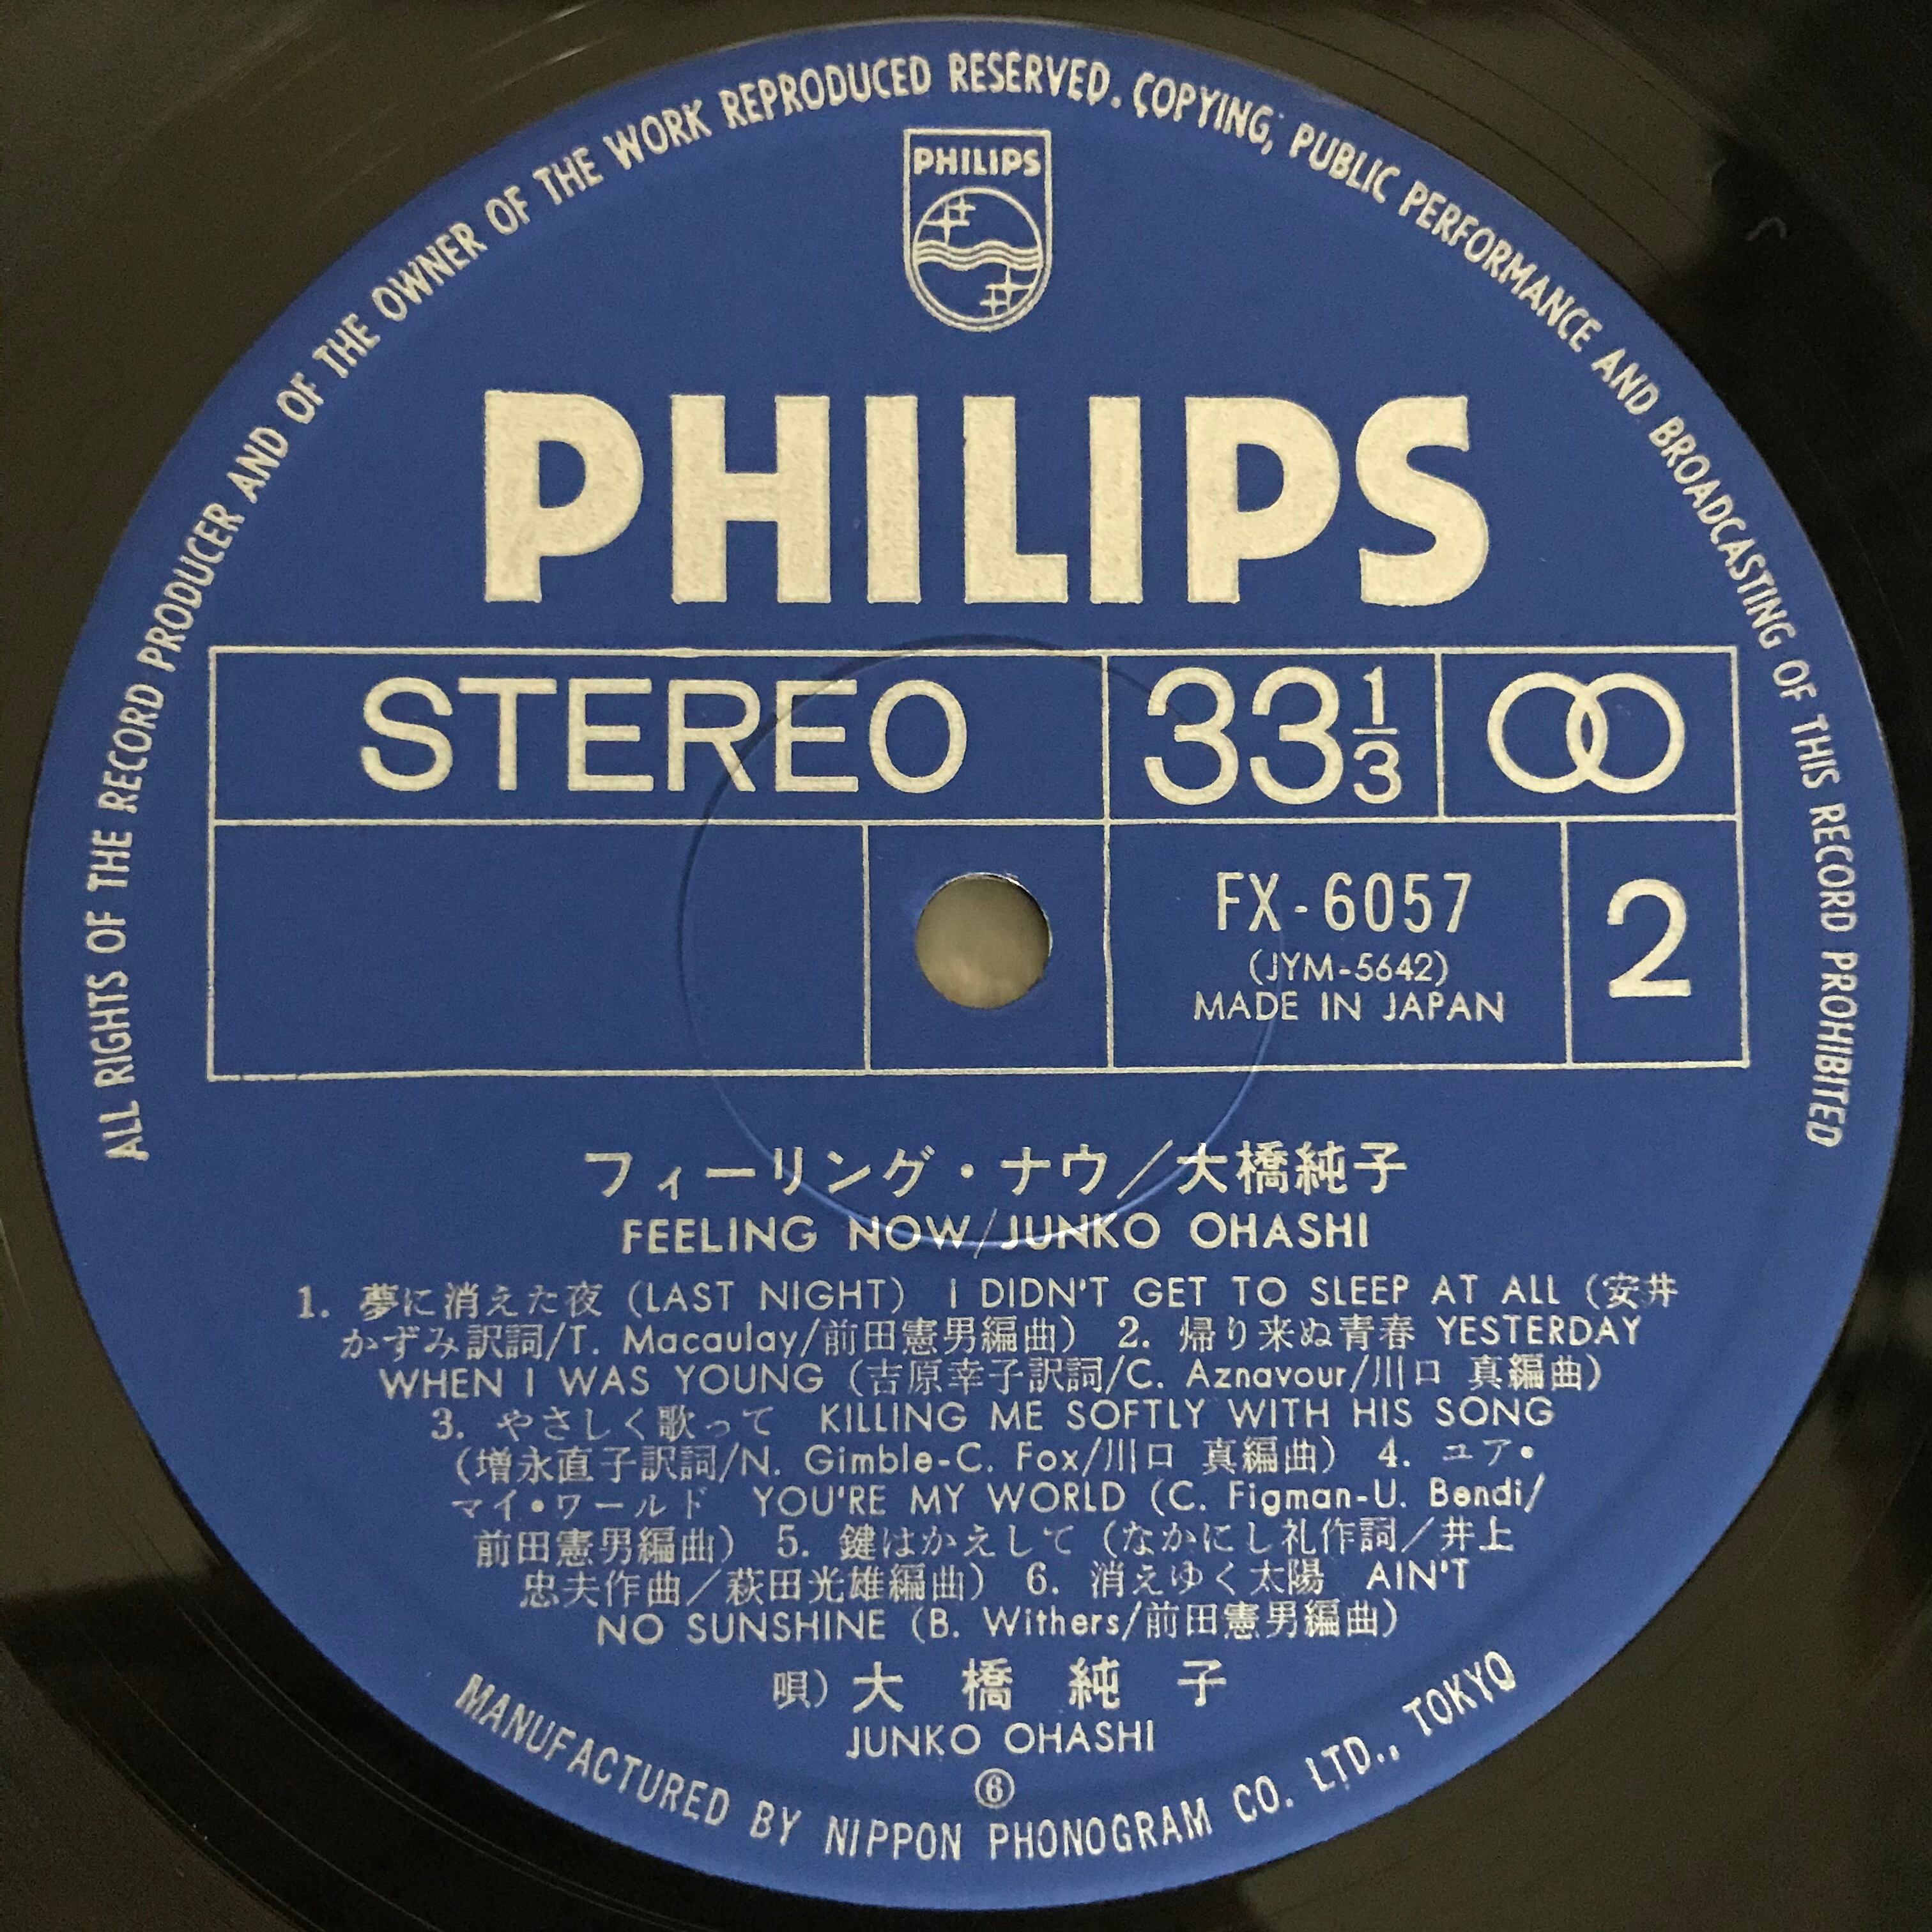 ALL RIGHTS OF THE RECORD PRODUCER AND OF THE OWNER OF THE WORK REPRODUCED RESERVED. COPYING, PUBLIC PERFORMANCE AND BROADCASTING OF THIS RECORD PROHIBITED
PHILIPS
PHILIPS
STEREO 33 1/3
FX-6057
(JYM-5642)
MADE IN JAPAN
2
フィーリング・ナウ／大橋純子
FEELING NOW/JUNKO OHASHI
1. 夢に消えた夜 (LAST NIGHT) I DIDN'T GET TO SLEEP AT ALL (安井
かずみ訳詞/T. Macaulay/前田憲男編曲) 2. 帰り来ぬ青春 YESTERDAY
WHEN I WAS YOUNG (吉原幸子訳詞/C. Aznavour/川口 真編曲)
3. やさしく歌って KILLING ME SOFTLY WITH HIS SONG
(増永直子訳詞/N. Gimble-C. Fox/川口 真編曲) 4. ユア・
マイ・ワールド YOU'RE MY WORLD (C. Figman-U. Bendi/
前田憲男編曲) 5. 鍵はかえして (なかにし礼作詞／井上
忠夫作曲／萩田光雄編曲) 6. 消えゆく太陽 AIN'T
NO SUNSHINE (B. Withers/前田憲男編曲)
唄) 大橋純子
JUNKO OHASHI
⑥
MANUFACTURED BY NIPPON PHONOGRAM CO. LTD., TOKYO